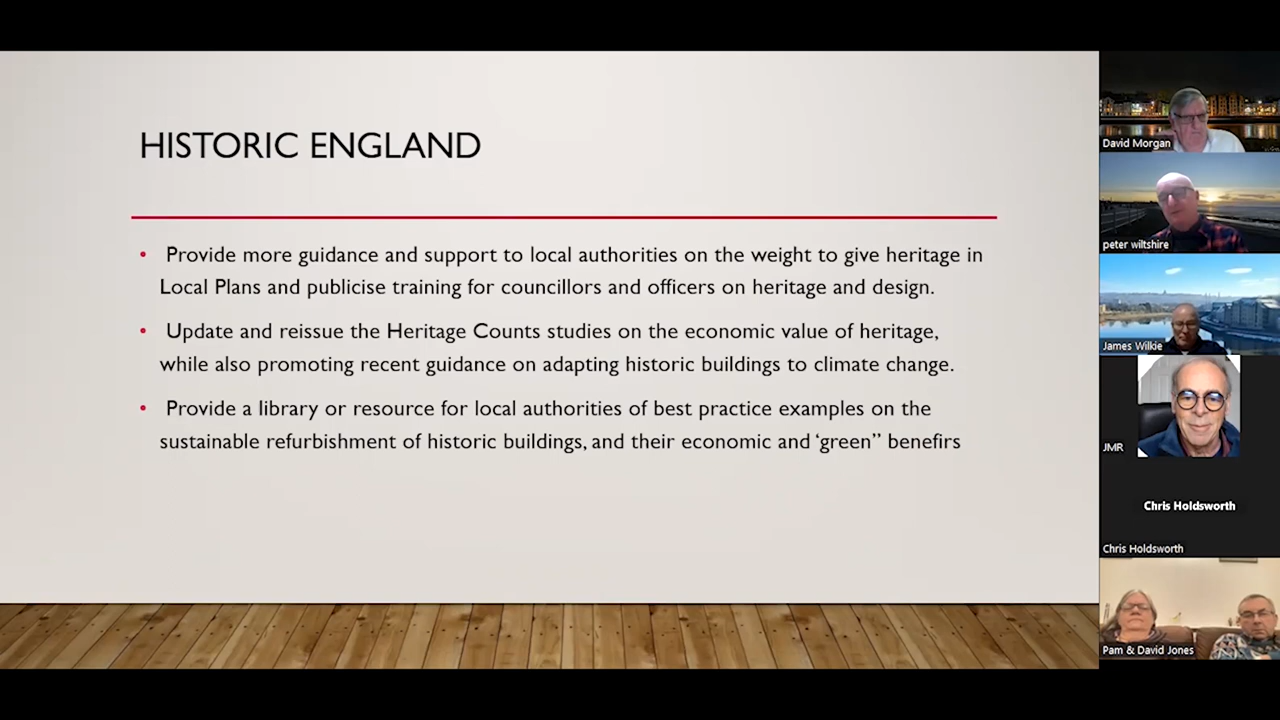 HISTORIC ENGLAND
• Provide more guidance and support to local authorities on the weight to give heritage in
Local Plans and publicise training for councillors and officers on heritage and design.
• Update and reissue the Heritage Counts studies on the economic value of heritage,
while also promoting recent guidance on adapting historic buildings to climate change.
• Provide a library or resource for local authorities of best practice examples on the
sustainable refurbishment of historic buildings, and their economic and ‘green” benefirs
David Morgan
peter wiltshire
James Wilkie
JMR
Chris Holdsworth
Chris Holdsworth
Pam & David Jones